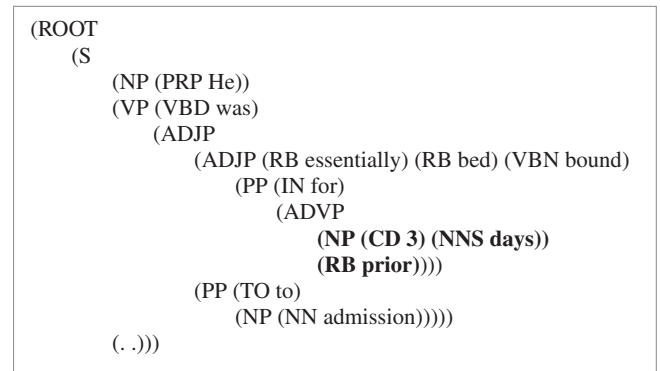 (ROOT
(S
(NP (PRP He))
(VP (VBD was)
(ADJP
(ADJP (RB essentially) (RB bed) (VBN bound)
(PP (IN for)
(ADVP
(NP (CD 3) (NNS days))
(RB prior))))
(PP (TO to)
(NP (NN admission)))))
(. .)))